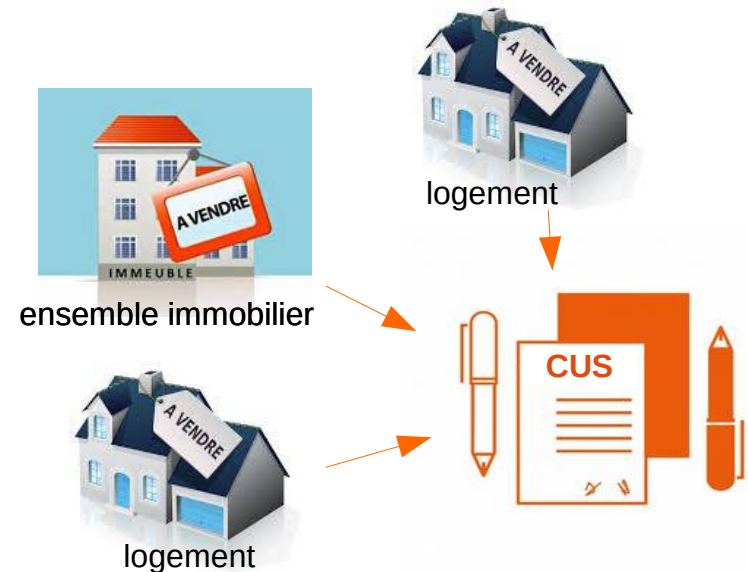 A VENDRE
logement
A VENDRE
IMMEUBLE
ensemble immobilier
CUS
A VENDRE
logement